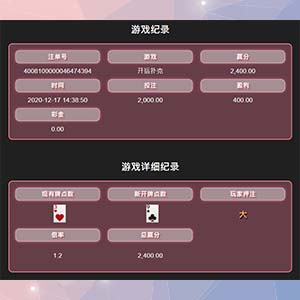 游戏纪录
注单号
游戏
赢分
400810000046474394
开运扑克
2,400.00
时间
投注
盈利
2020-12-17 14:38:50
2,000.00
400.00
彩金
0.00
游戏详细纪录
现有牌点数
新开牌点数
玩家押注
大
倍率
总赢分
1.2
2,400.00